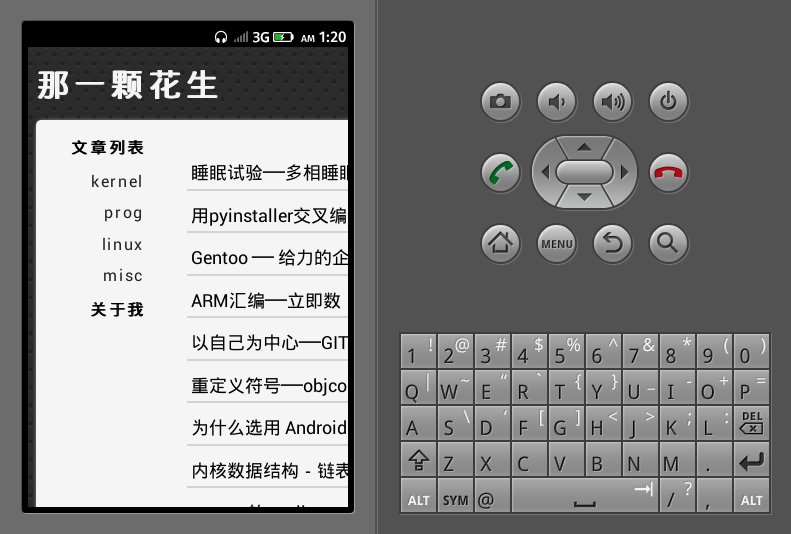 3G AM 1:20
那一颗花生
文章列表
kernel
prog
linux
misc
关于我
睡眠试验──多相睡眠
用pyinstaller交叉编
Gentoo ── 给力的企
ARM汇编──立即数
以自己为中心──GIT
重定义符号──objco
为什么选用 Android
内核数据结构 - 链表
MENU
1 ! 2 @ 3 # 4 $ 5 % 6 ^ 7 & 8 * 9 ( 0 )
Q | W ~ E " R ` T { Y } U _ I - O + P =
A S \ D ' F [ G ] H < J > K ; L : DEL
Z X C V B N M .
ALT SYM @ / ? , ALT